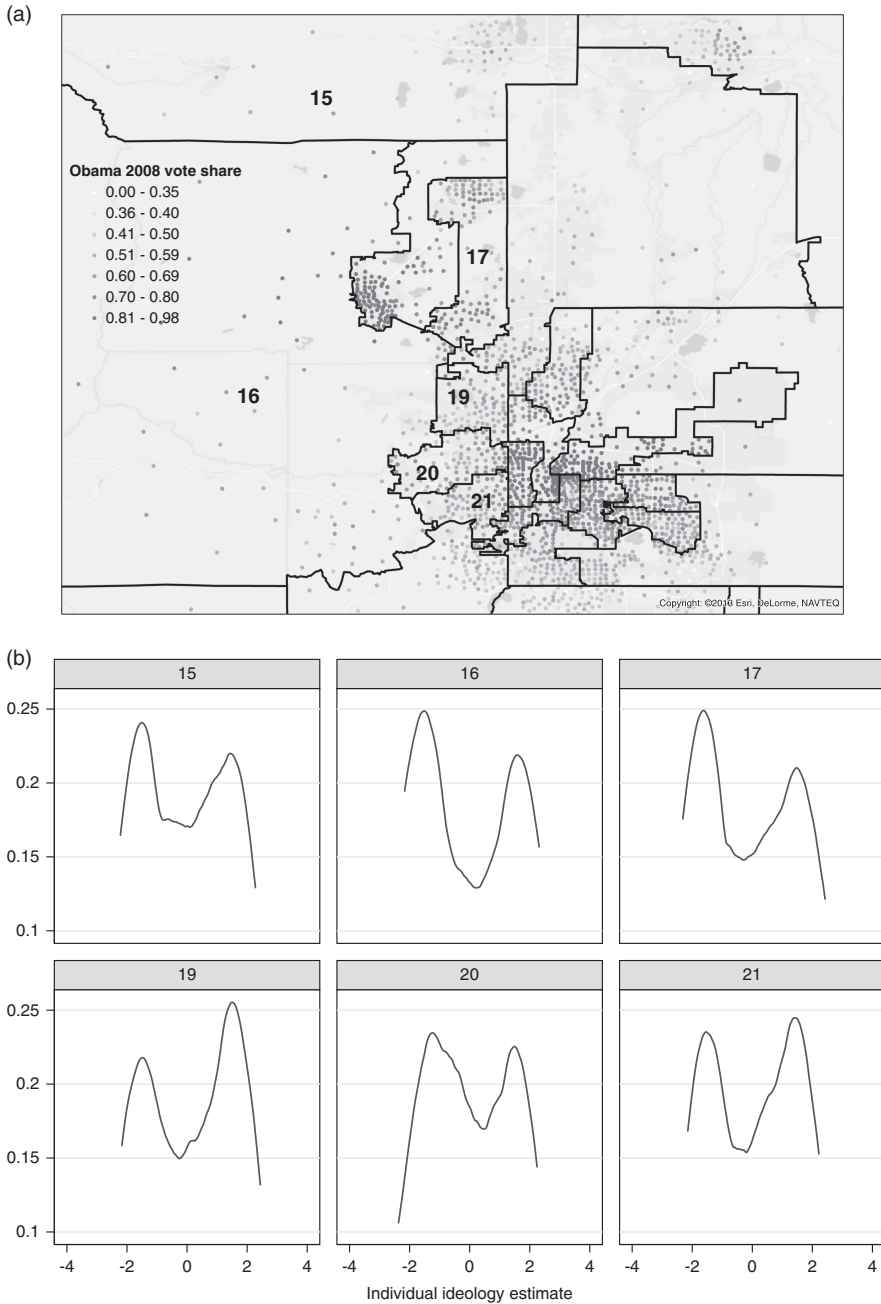 (a)
15
Obama 2008 vote share
0.00 - 0.35
0.36 - 0.40
0.41 - 0.50
0.51 - 0.59
0.60 - 0.69
0.70 - 0.80
0.81 - 0.98
17
16
19
20
21
Copyright: ©2013 Esri, DeLorme, NAVTEQ
(b)
15 16 17
0.25
0.2
0.15
0.1
19 20 21
0.25
0.2
0.15
0.1
-4 -2 0 2 4 -4 -2 0 2 4 -4 -2 0 2 4
Individual ideology estimate